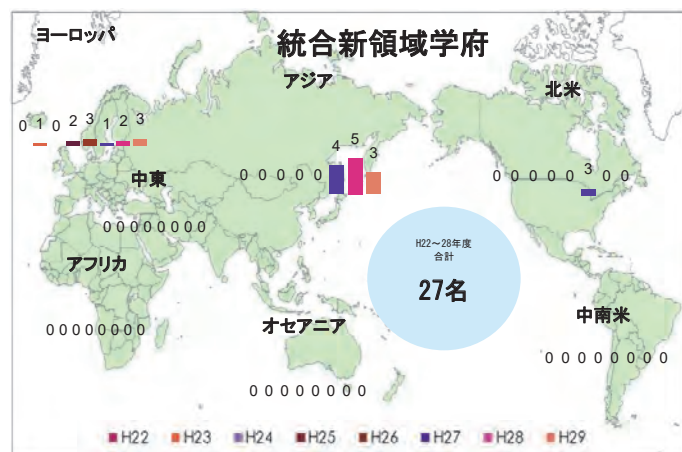 統合新領域学府
ヨーロッパ
0 1 0 2 3 1 2 3
アジア
0 0 0 0 0 4 5 3
北米
0 0 0 0 0 3 0 0
中東
0 0 0 0 0 0 0 0
アフリカ
0 0 0 0 0 0 0 0
オセアニア
0 0 0 0 0 0 0 0
中南米
0 0 0 0 0 0 0 0
H22～28年度
合計
27名
H22 H23 H24 H25 H26 H27 H28 H29